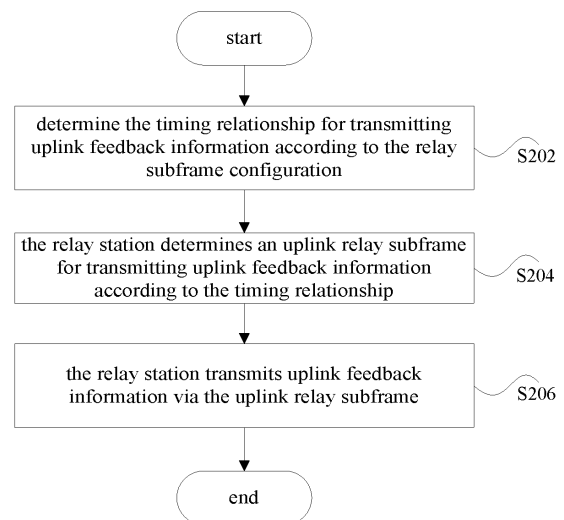 start
determine the timing relationship for transmitting
uplink feedback information according to the relay
subframe configuration
S202
the relay station determines an uplink relay subframe
for transmitting uplink feedback information
according to the timing relationship
S204
the relay station transmits uplink feedback
information via the uplink relay subframe
S206
end